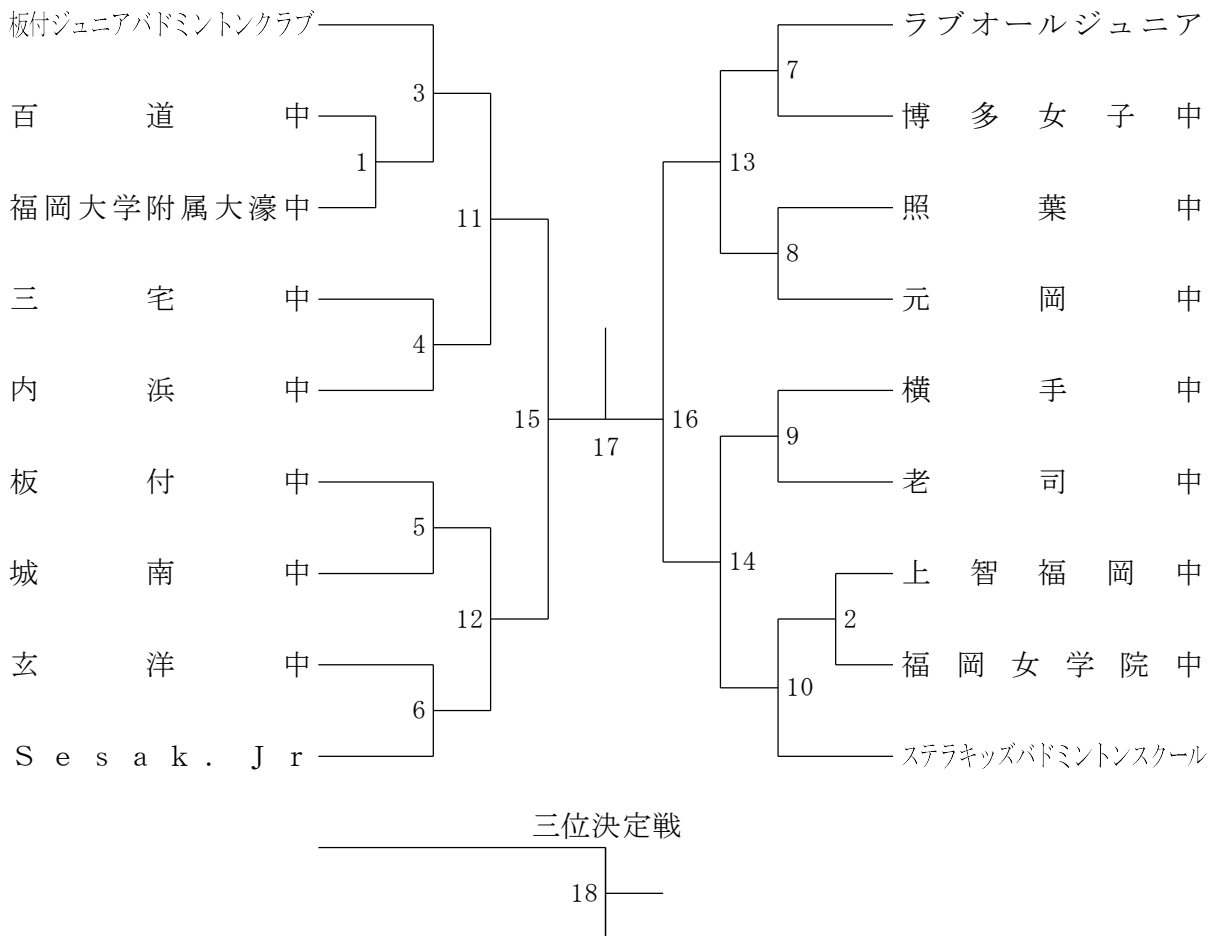 板付ジュニアバドミントンクラブ
3
百道中
1
福岡大学附属大濠中
11
三宅中
4
内浜中
15
板付中
5
城南中
12
玄洋中
6
Sesak.Jr
17
ラブオールジュニア
7
博多女子中
13
照葉中
8
元岡中
16
横手中
9
老司中
14
上智福岡中
2
福岡女学院中
10
ステラキッズバドミントンスクール
三位決定戦
18